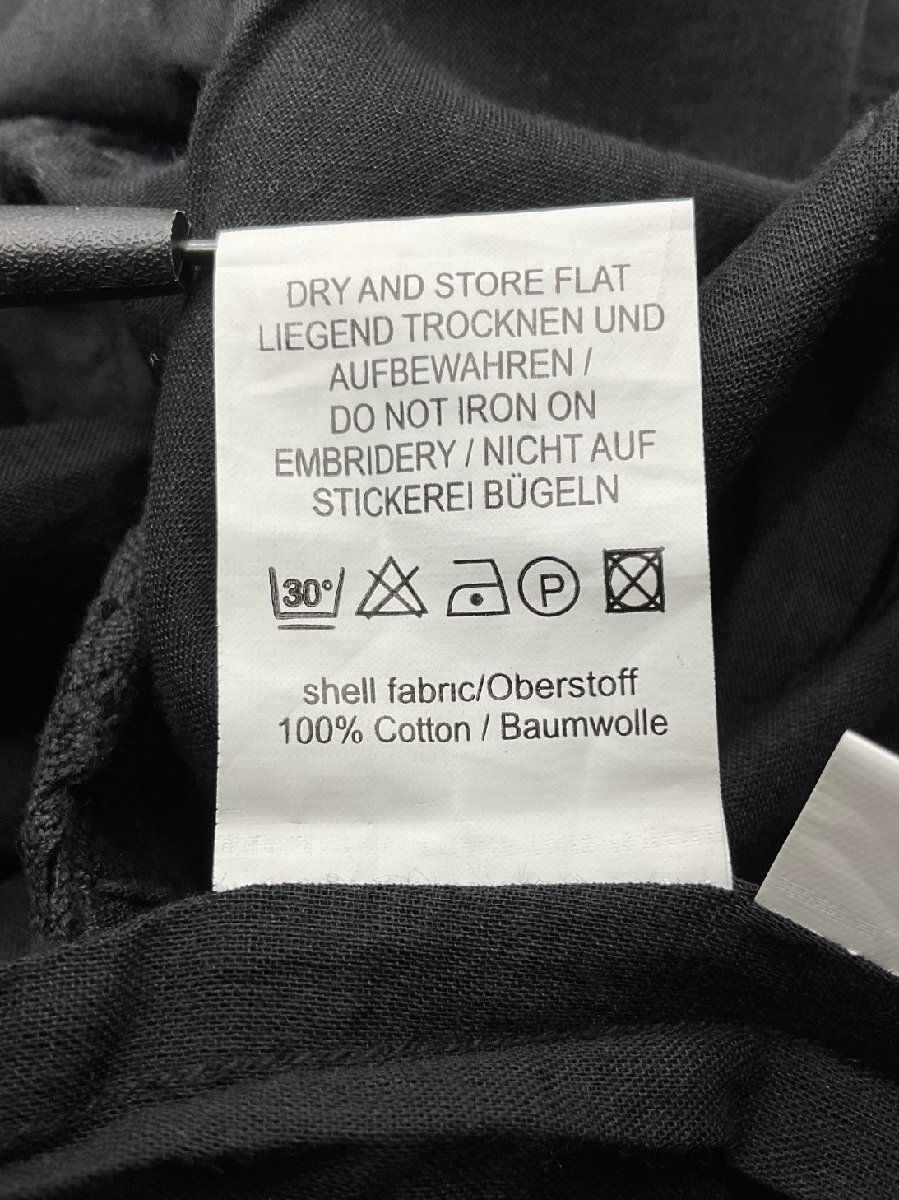 DRY AND STORE FLAT
LIEGEND TROCKNEN UND
AUFBEWAHREN /
DO NOT IRON ON
EMBRIDERY / NICHT AUF
STICKEREI BÜGELN
30° P
shell fabric/Oberstoff
100% Cotton / Baumwolle